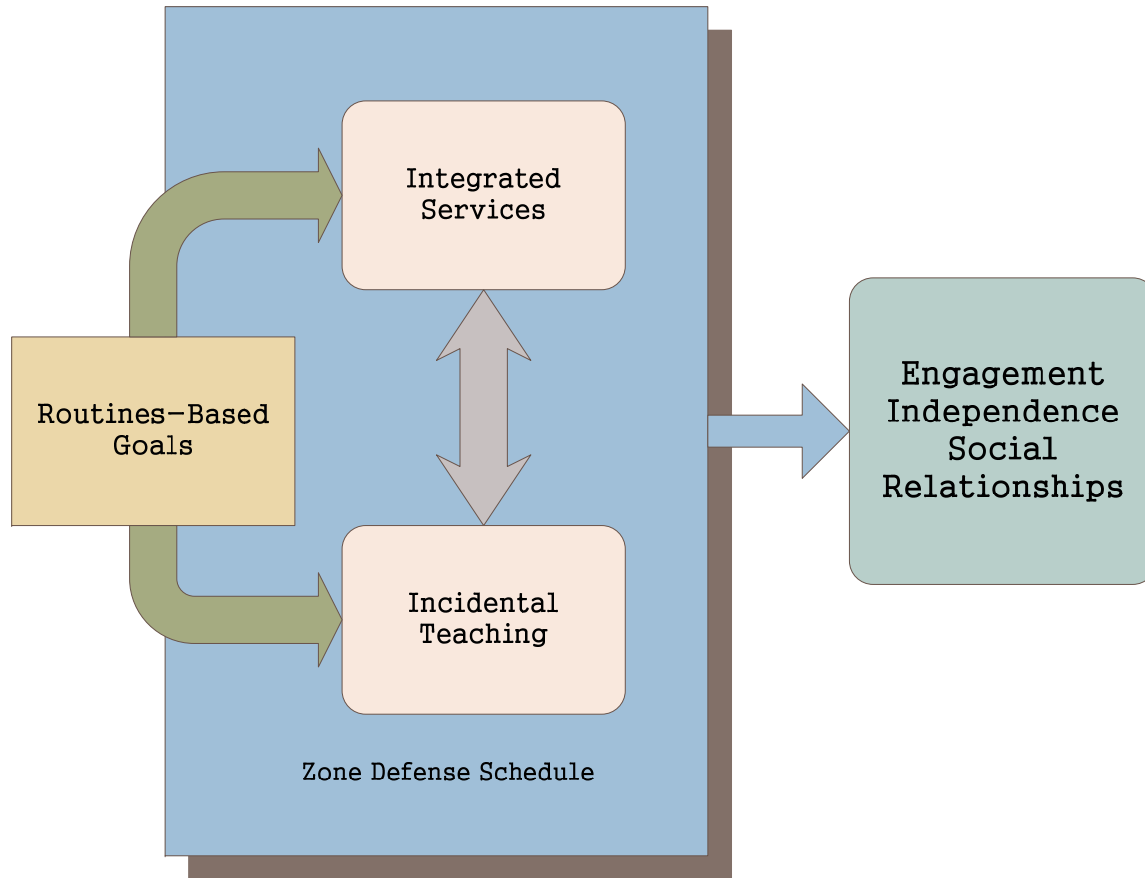 Integrated
Services
Routines-Based
Goals
Incidental
Teaching
Zone Defense Schedule
Engagement
Independence
Social
Relationships